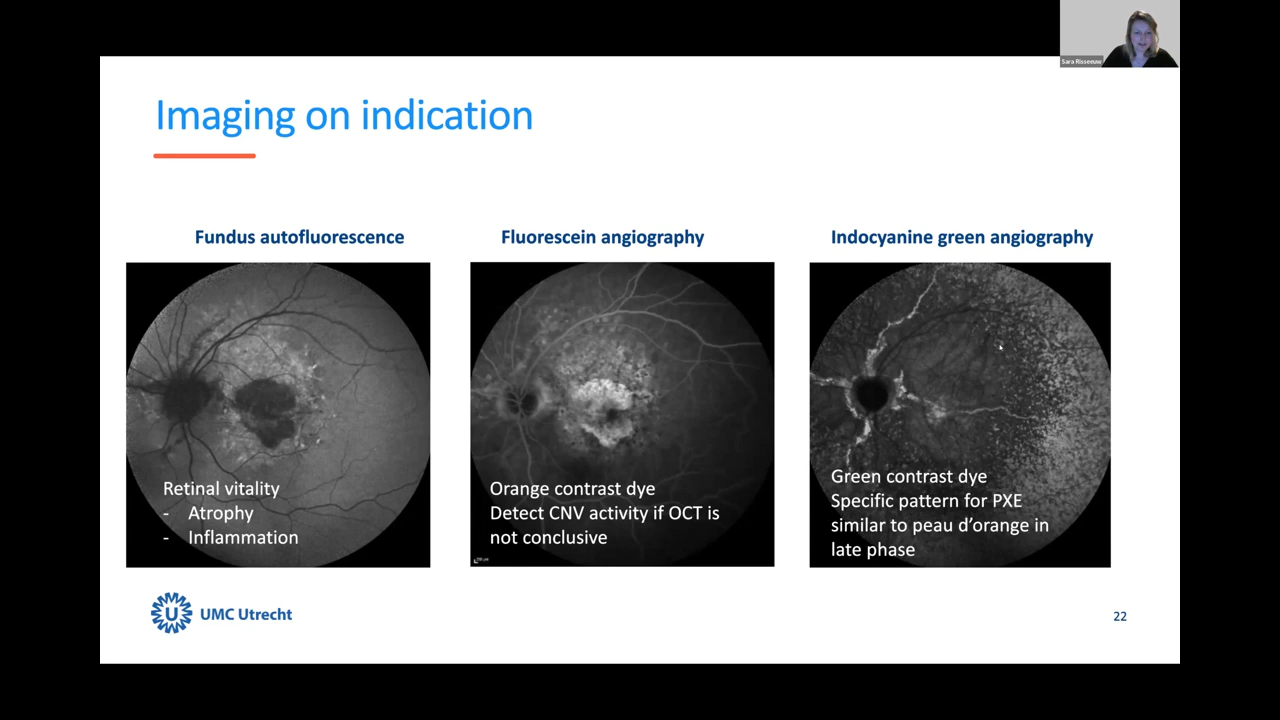 Sara Risseeuw
Imaging on indication
Fundus autofluorescence
Fluorescein angiography
Indocyanine green angiography
Retinal vitality
- Atrophy
- Inflammation
Orange contrast dye
Detect CNV activity if OCT is
not conclusive
Green contrast dye
Specific pattern for PXE
similar to peau d'orange in
late phase
U UMC Utrecht
22